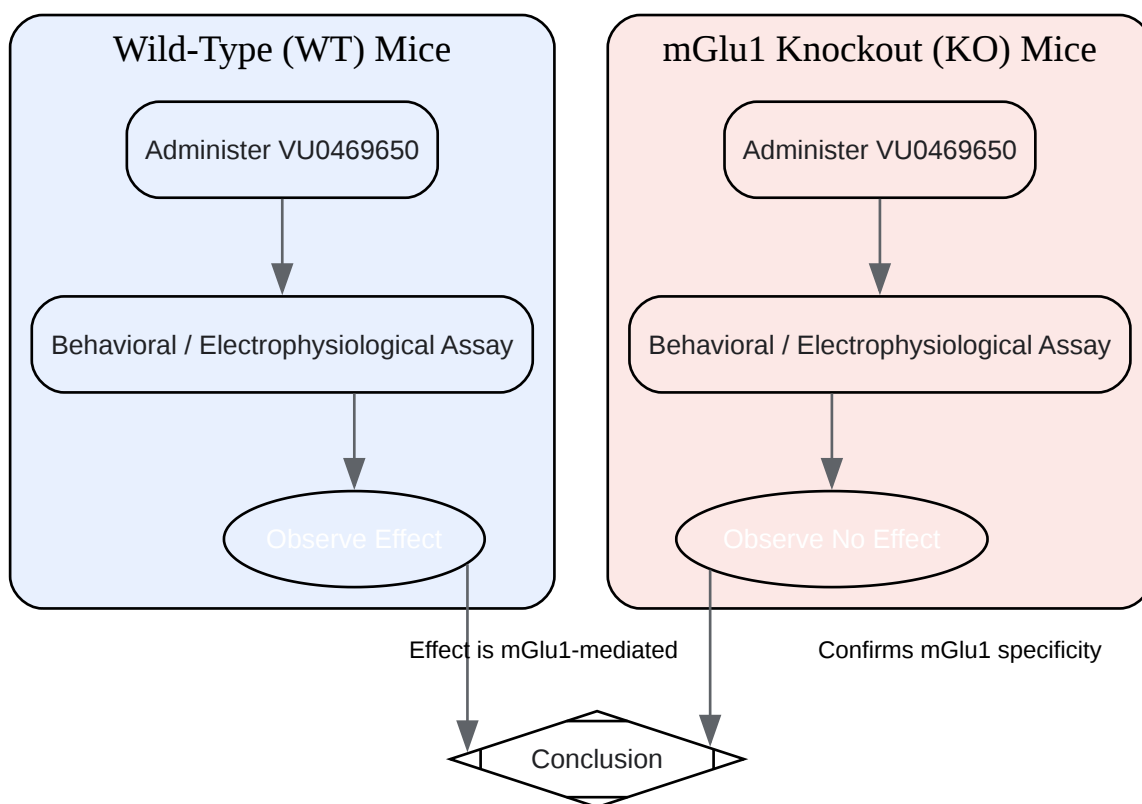 Wild-Type (WT) Mice
Administer VU0469650
Behavioral / Electrophysiological Assay
Observe Effect
mGlu1 Knockout (KO) Mice
Administer VU0469650
Behavioral / Electrophysiological Assay
Observe No Effect
Effect is mGlu1-mediated
Confirms mGlu1 specificity
Conclusion